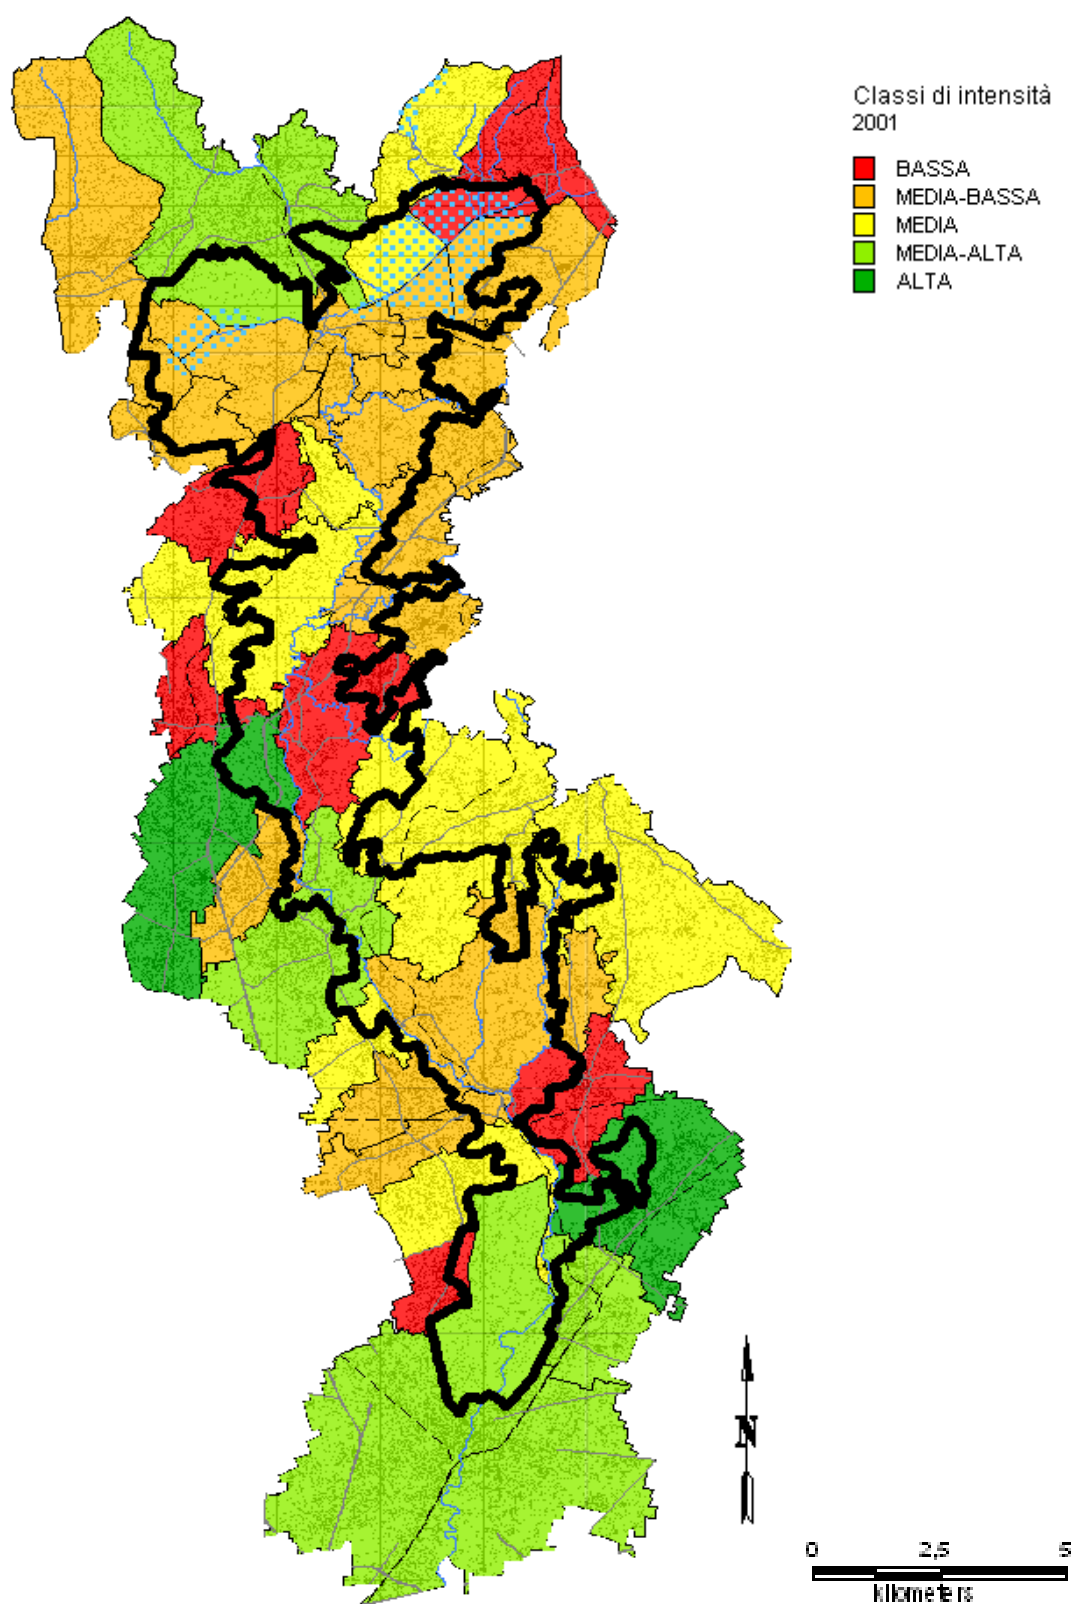 Classi di intensità
2001
BASSA
MEDIA-BASSA
MEDIA
MEDIA-ALTA
ALTA
N
0 2,5 5
kilometers